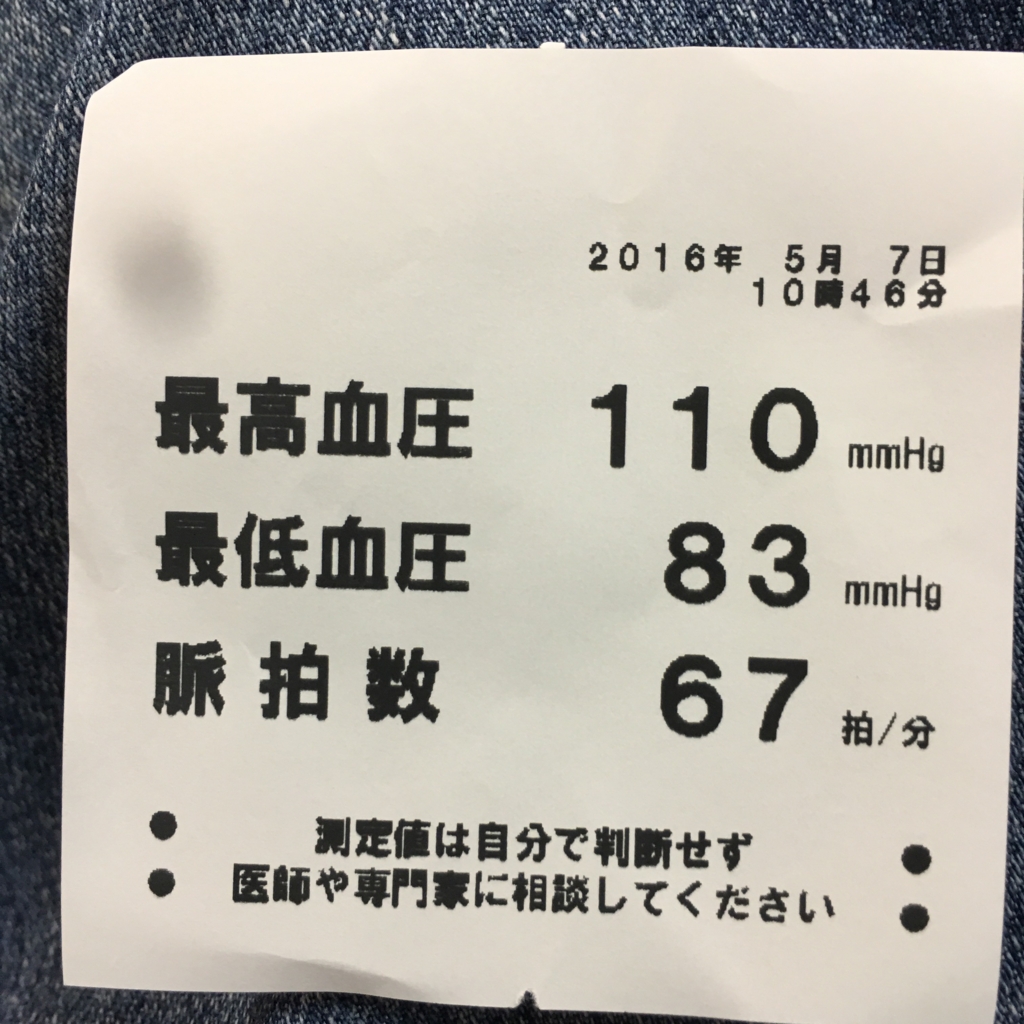 2016年 5月 7日
10時46分
最高血圧 110 mmHg
最低血圧 83 mmHg
脈拍数 67 拍/分
測定値は自分で判断せず
医師や専門家に相談してください